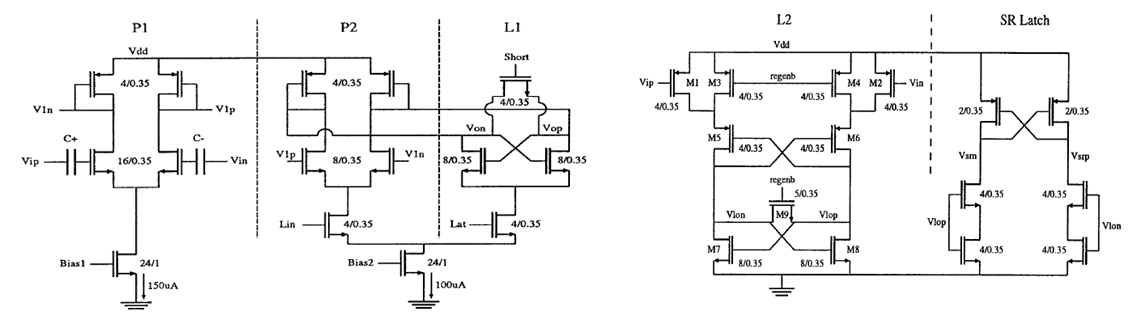 P1 P2 L1
Vdd
Short
4/0.35 4/0.35 4/0.35
V1n V1p
C+ C-
Von Vop
Vip 16/0.35 Vin
V1p 8/0.35 V1n 8/0.35 8/0.35
Lin 4/0.35 Lat 4/0.35
Bias1 24/1 Bias2 24/1
150uA 100uA
L2 SR Latch
Vdd
Vip M1 M3 regenb M4 M2 Vin
4/0.35 4/0.35 4/0.35 4/0.35
2/0.35 2/0.35
M5 4/0.35 4/0.35 M6
Vsm Vsrp
regenb
5/0.35
4/0.35 4/0.35
Vlon M9 Vlop
Vlop Vlon
M7 8/0.35 8/0.35 M8
4/0.35 4/0.35